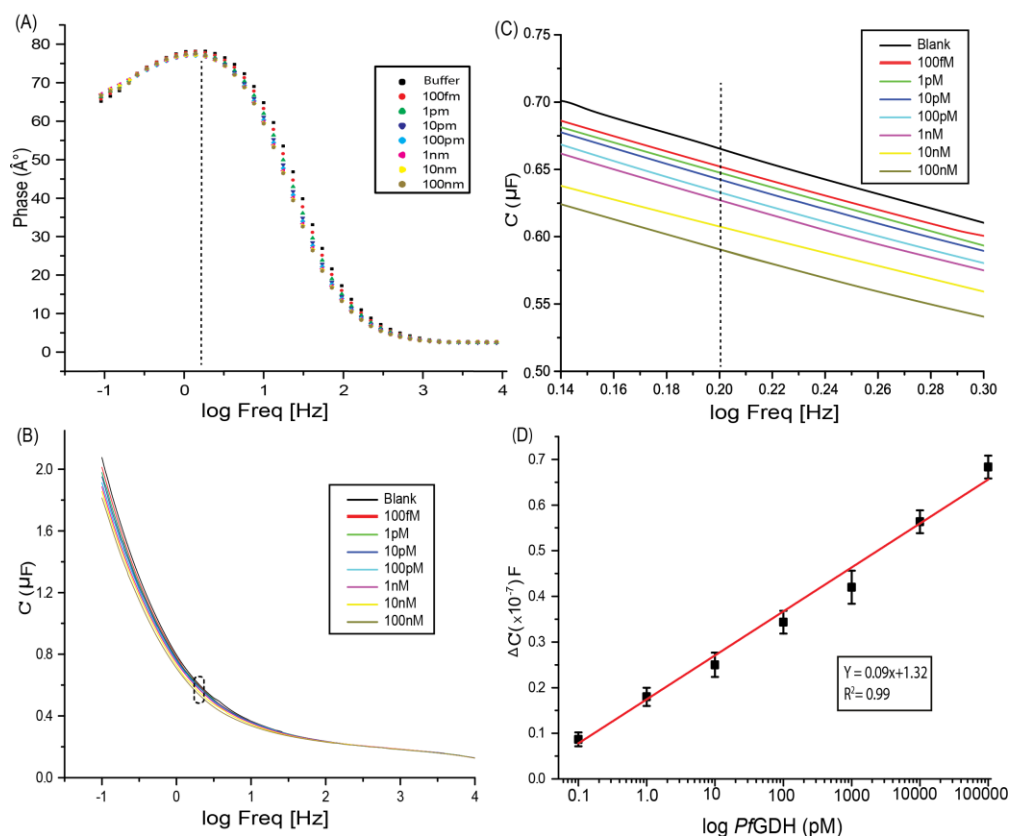 (A)
80
70
60
50
40
30
20
10
0
Phase (Â°)
-1
0
1
2
3
4
log Freq [Hz]
Buffer
100fm
1pm
10pm
100pm
1nm
10nm
100nm
(C)
0.75
0.70
0.65
0.60
0.55
0.50
C (µF)
0.14
0.16
0.18
0.20
0.22
0.24
0.26
0.28
0.30
log Freq [Hz]
Blank
100fM
1pM
10pM
100pM
1nM
10nM
100nM
(B)
2.0
1.6
1.2
0.8
0.4
0.0
C (µF)
-1
0
1
2
3
4
log Freq [Hz]
Blank
100fM
1pM
10pM
100pM
1nM
10nM
100nM
(D)
0.7
0.6
0.5
0.4
0.3
0.2
0.1
0.0
ΔC(×10⁻⁷) F
0.1
1.0
10
100
1000
10000
100000
log PfGDH (pM)
Y = 0.09x+1.32
R²= 0.99